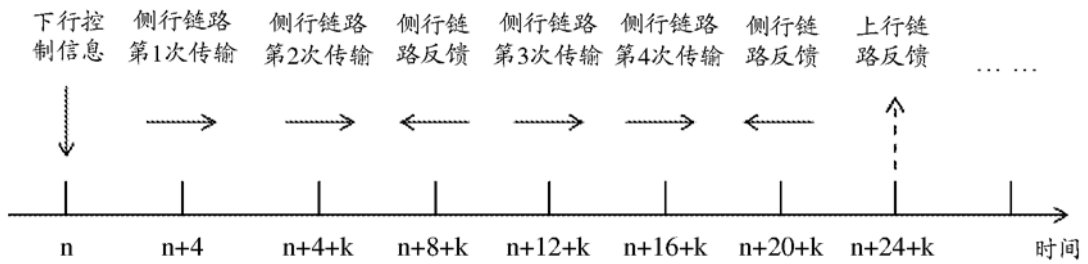 下行控
制信息
侧行链路
第1次传输
侧行链路
第2次传输
侧行链
路反馈
侧行链路
第3次传输
侧行链路
第4次传输
侧行链
路反馈
上行链
路反馈
... ...
n
n+4
n+4+k
n+8+k
n+12+k
n+16+k
n+20+k
n+24+k
时间